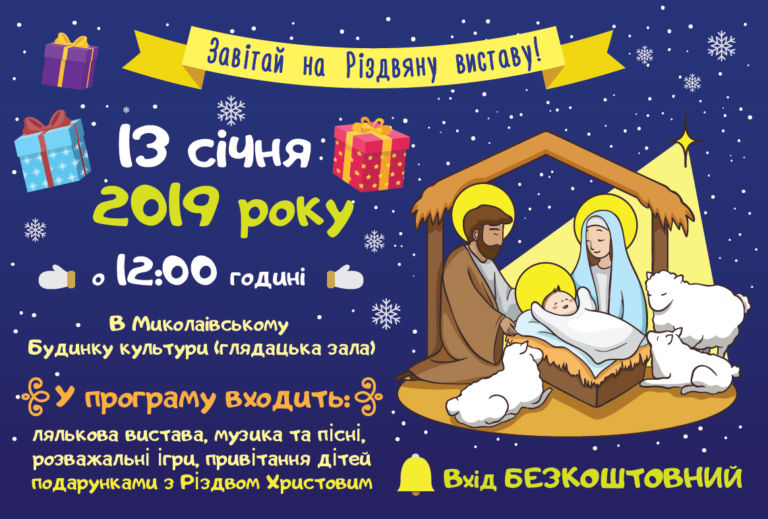 Завітай на Різдвяну виставу!
13 січня
2019 року
о 12:00 годині
В Миколаївському
Будинку культури (глядацька зала)
У програму входить:
лялькова вистава, музика та пісні,
розважальні ігри, привітання дітей
подарунками з Різдвом Христовим
Вхід БЕЗКОШТОВНИЙ